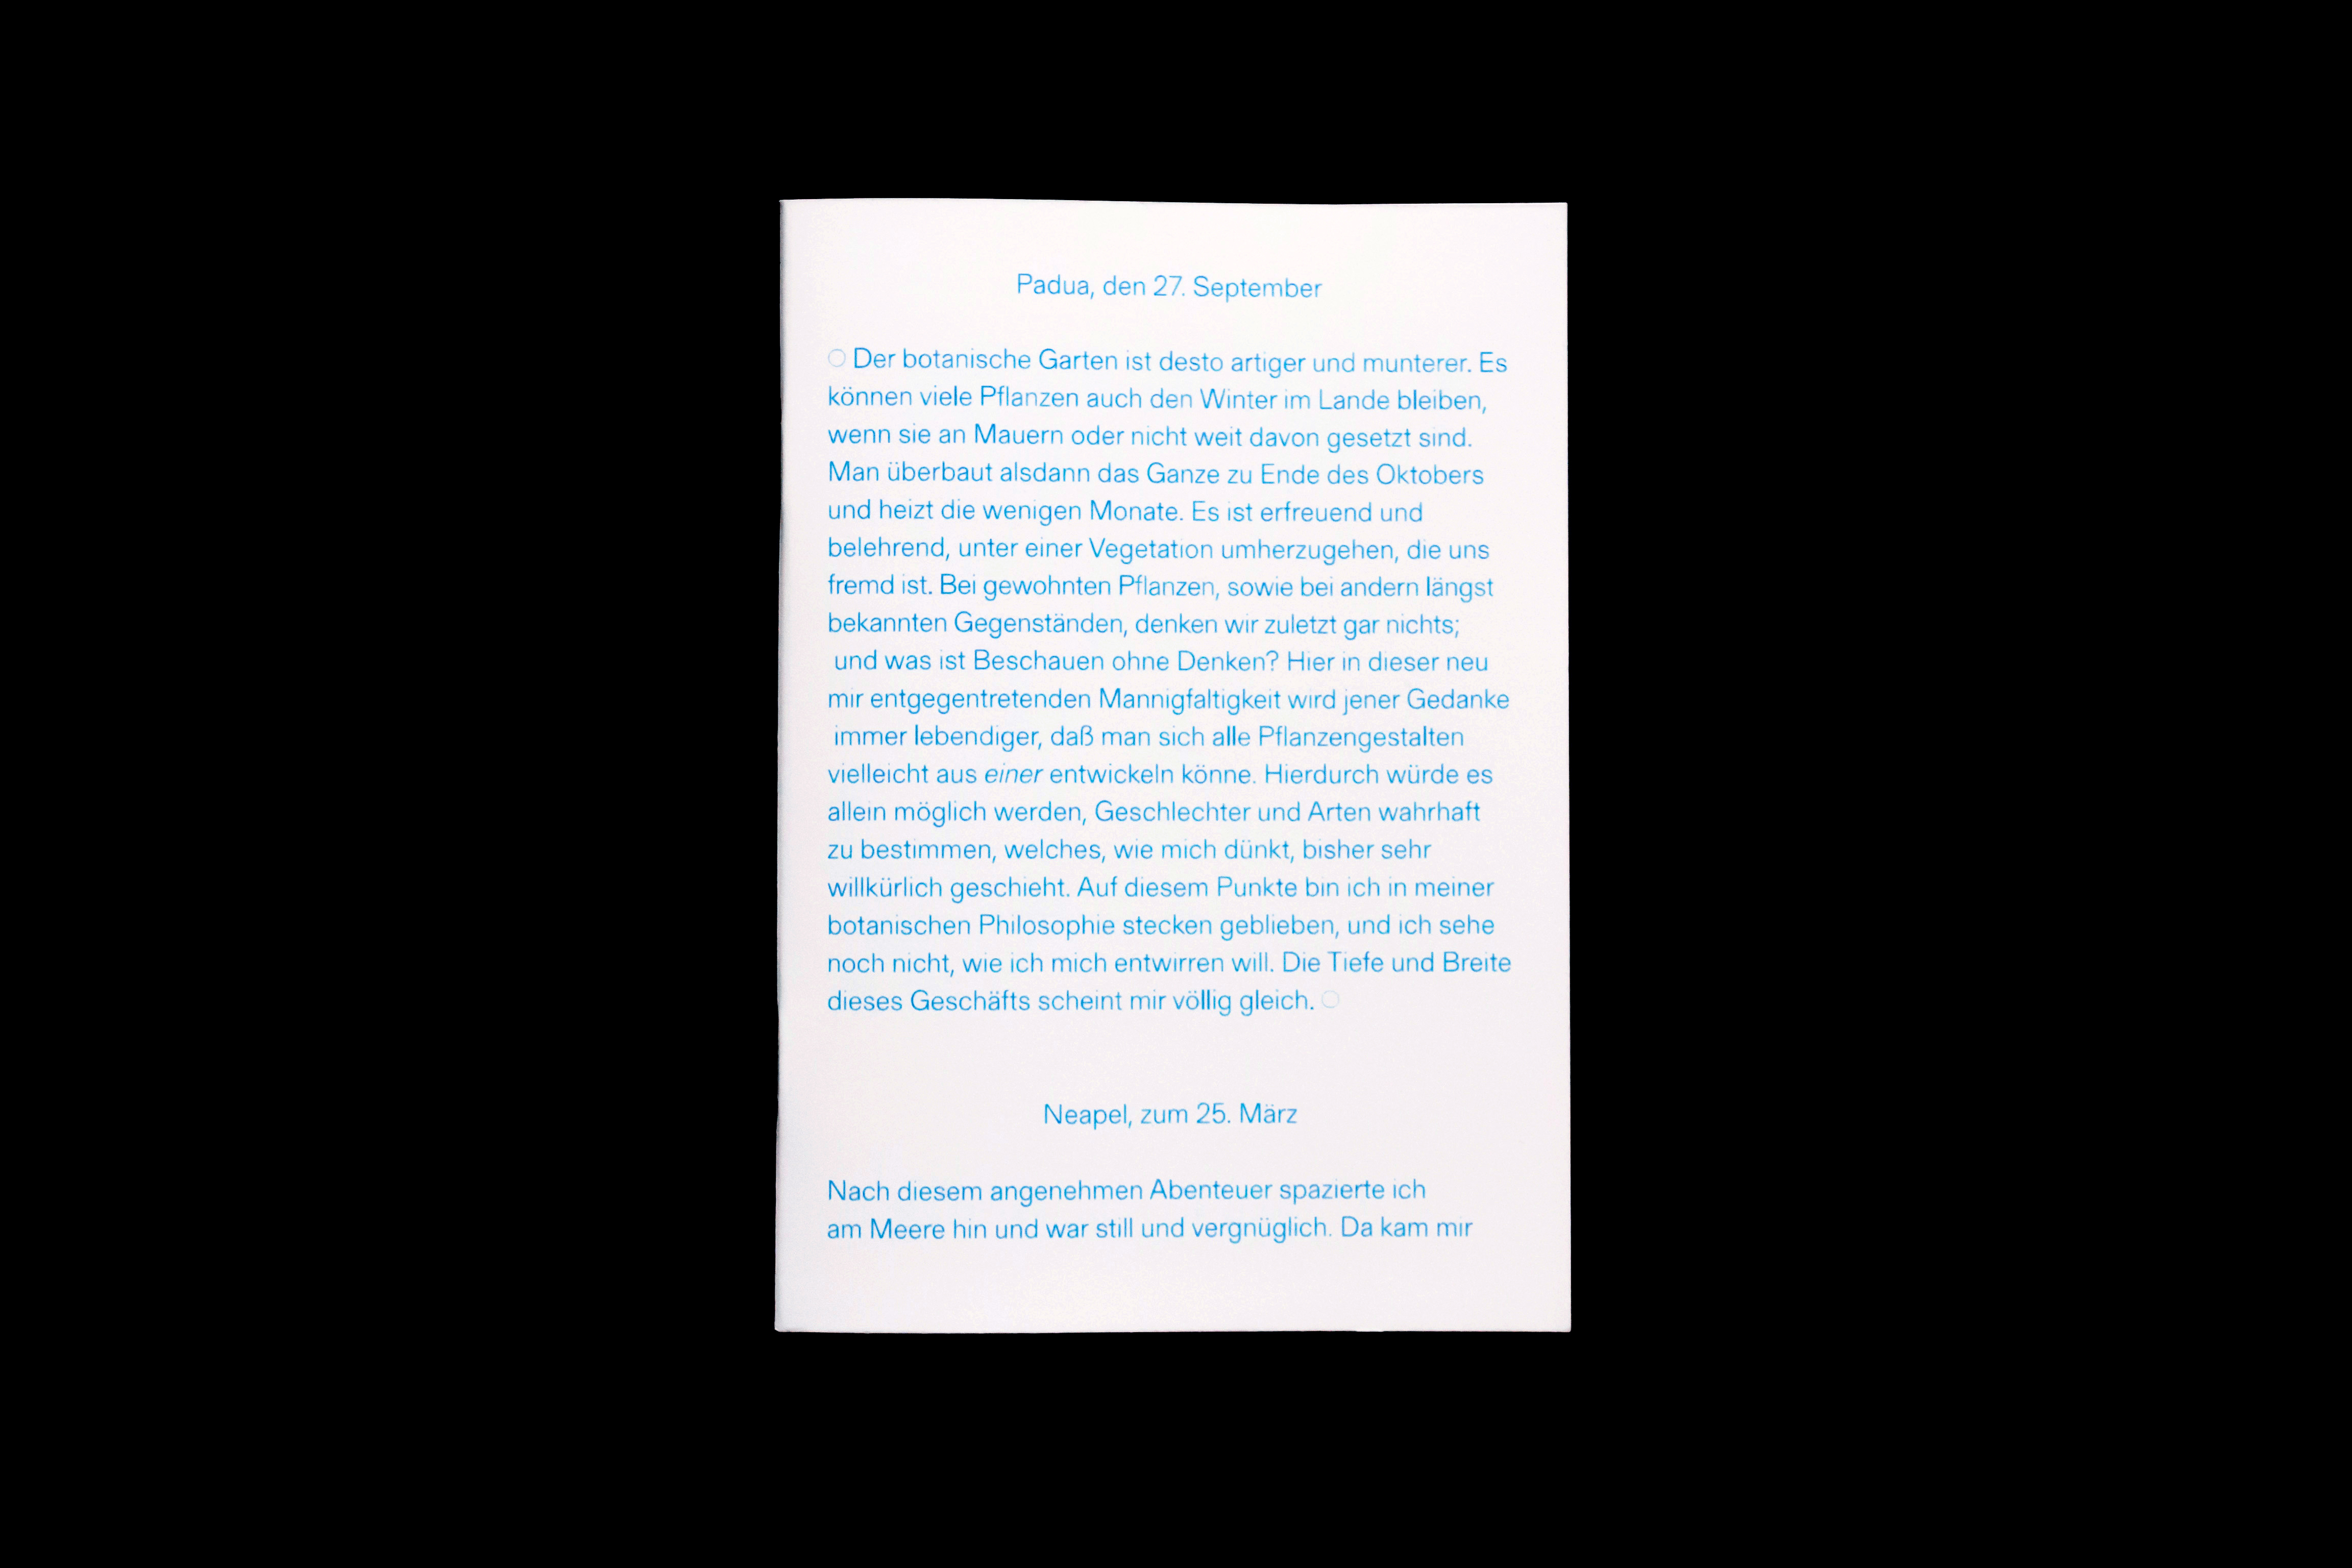 Padua, den 27. September
○ Der botanische Garten ist desto artiger und munterer. Es
können viele Pflanzen auch den Winter im Lande bleiben,
wenn sie an Mauern oder nicht weit davon gesetzt sind.
Man überbaut alsdann das Ganze zu Ende des Oktobers
und heizt die wenigen Monate. Es ist erfreuend und
belehrend, unter einer Vegetation umherzugehen, die uns
fremd ist. Bei gewohnten Pflanzen, sowie bei andern längst
bekannten Gegenständen, denken wir zuletzt gar nichts;
und was ist Beschauen ohne Denken? Hier in dieser neu
mir entgegentretenden Mannigfaltigkeit wird jener Gedanke
immer lebendiger, daß man sich alle Pflanzengestalten
vielleicht aus einer entwickeln könne. Hierdurch würde es
allein möglich werden, Geschlechter und Arten wahrhaft
zu bestimmen, welches, wie mich dünkt, bisher sehr
willkürlich geschieht. Auf diesem Punkte bin ich in meiner
botanischen Philosophie stecken geblieben, und ich sehe
noch nicht, wie ich mich entwirren will. Die Tiefe und Breite
dieses Geschäfts scheint mir völlig gleich. ○
Neapel, zum 25. März
Nach diesem angenehmen Abenteuer spazierte ich
am Meere hin und war still und vergnüglich. Da kam mir